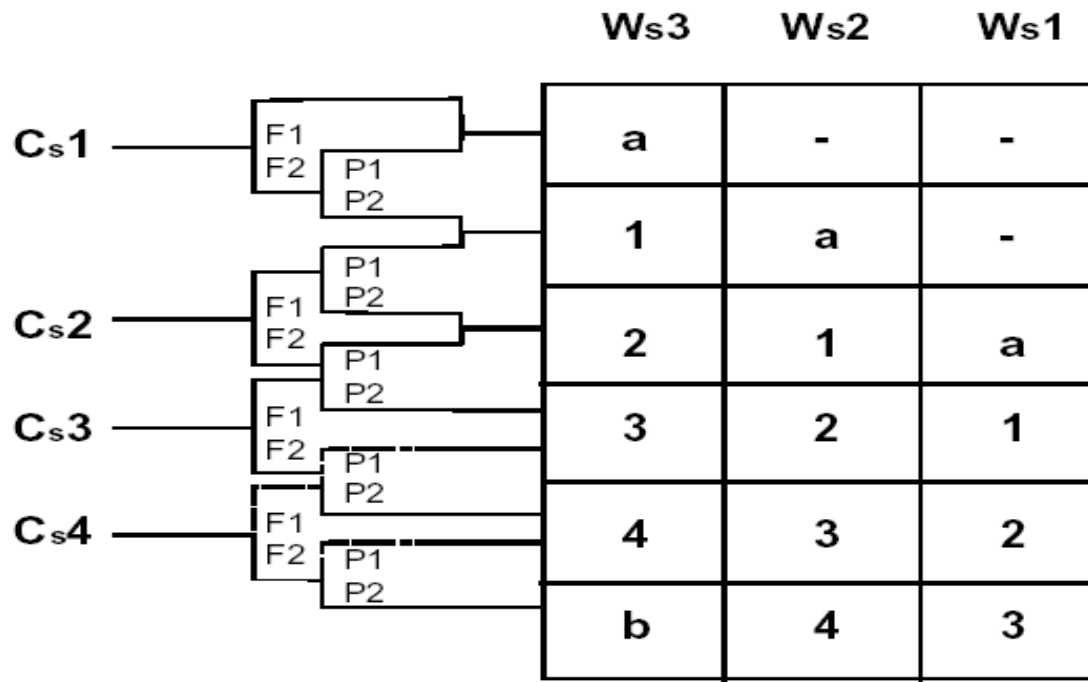 Ws3 Ws2 Ws1
Cs1
F1
F2
P1
P2
a - -
1 a -
Cs2
F1
F2
P1
P2
2 1 a
P1
P2
Cs3
F1
F2
3 2 1
P1
P2
Cs4
F1
F2
4 3 2
P1
P2
b 4 3